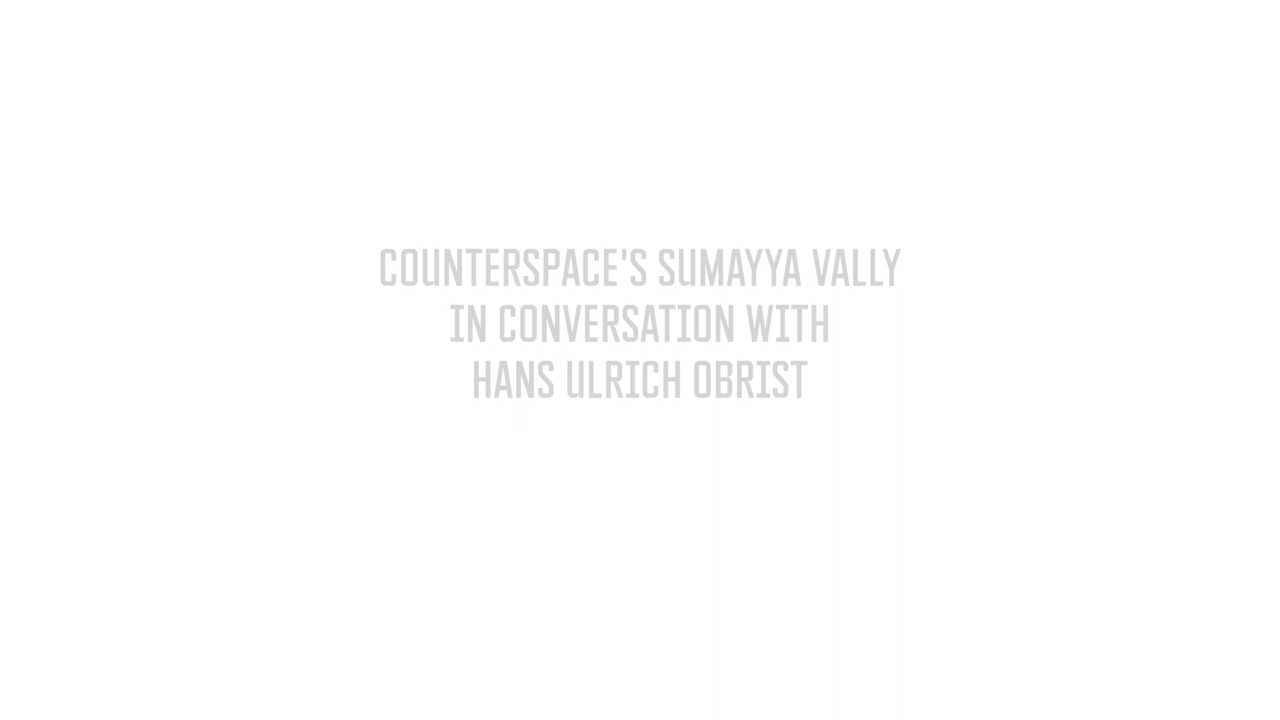 COUNTERSPACE'S SUMAYYA VALLY
IN CONVERSATION WITH
HANS ULRICH OBRIST